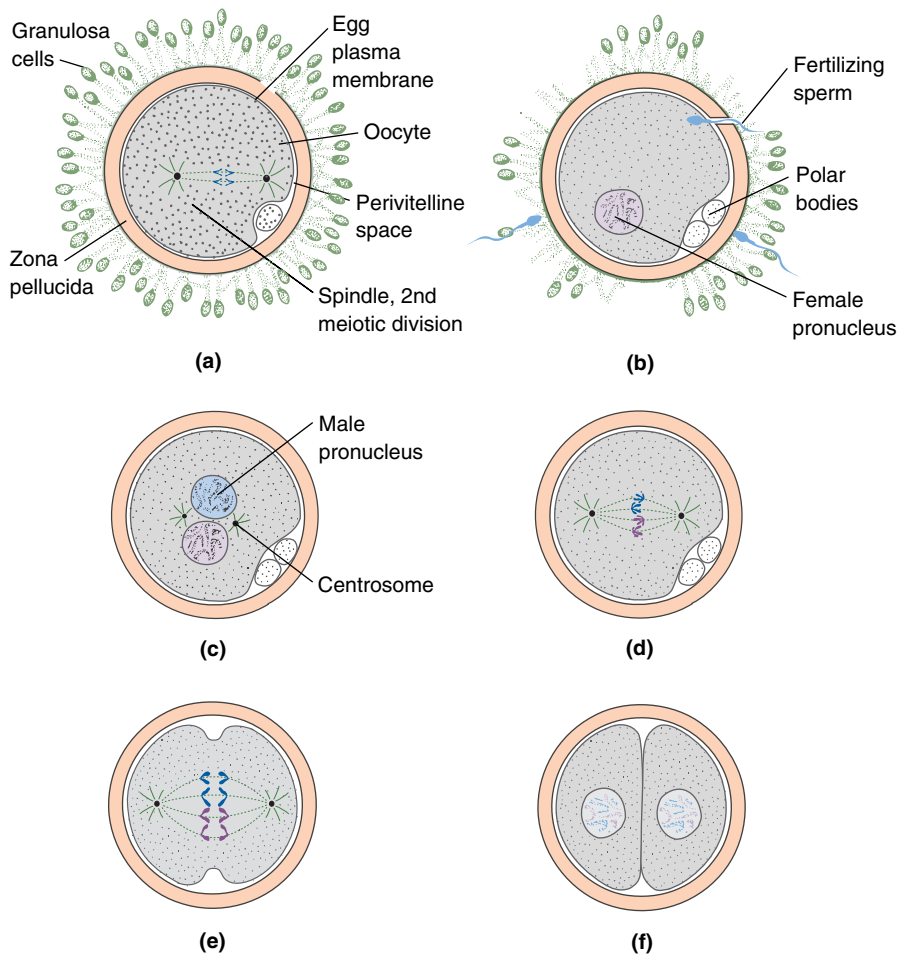 Granulosa
cells
Egg
plasma
membrane
Oocyte
Perivitelline
space
Zona
pellucida
Spindle, 2nd
meiotic division
(a)
Fertilizing
sperm
Polar
bodies
Female
pronucleus
(b)
Male
pronucleus
Centrosome
(c)
(d)
(e)
(f)